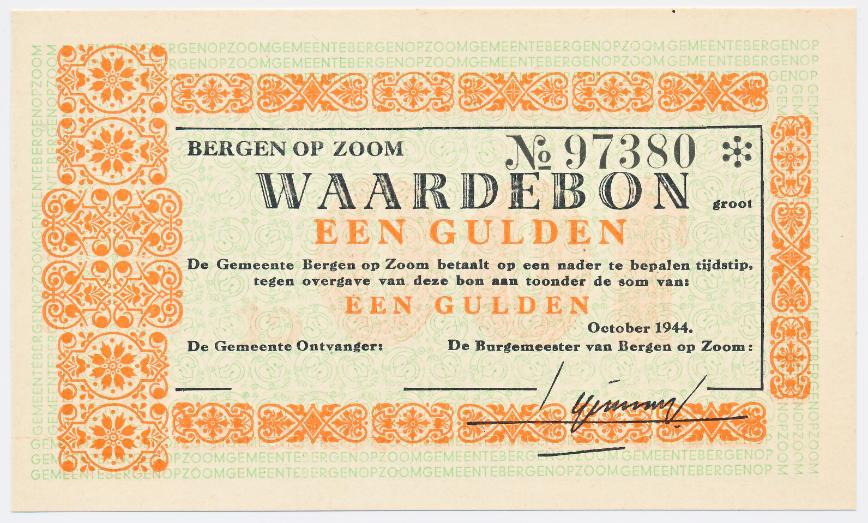 BERGEN OP ZOOM № 97380
WAARDEBON groot
EEN GULDEN
De Gemeente Bergen op Zoom betaalt op een nader te bepalen tijdstip,
tegen overgave van deze bon aan toonder de som van:
EEN GULDEN
October 1944.
De Gemeente Ontvanger: De Burgemeester van Bergen op Zoom: